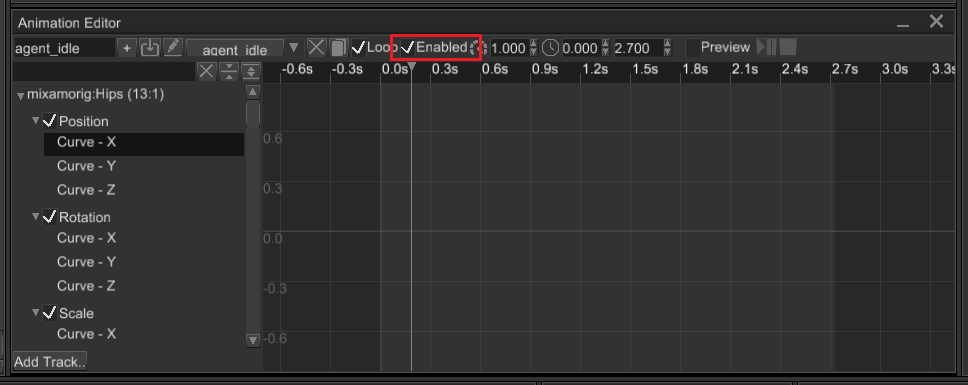 Animation Editor
agent_idle + agent_idle Loop Enabled 1.000 0.000 2.700 Preview
-0.6s -0.3s 0.0s 0.3s 0.6s 0.9s 1.2s 1.5s 1.8s 2.1s 2.4s 2.7s 3.0s 3.3s
mixamorig:Hips (13:1)
Position
Curve - X
Curve - Y
Curve - Z
Rotation
Curve - X
Curve - Y
Curve - Z
Scale
Curve - X
Add Track..
0.6
0.3
0.0
-0.3
-0.6